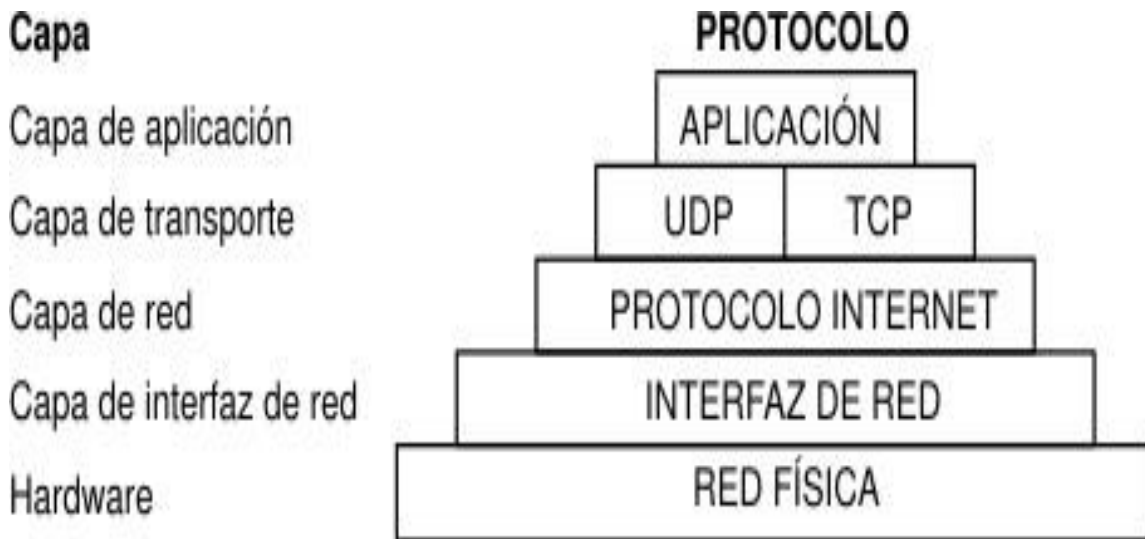 Capa PROTOCOLO
Capa de aplicación APLICACIÓN
Capa de transporte UDP TCP
Capa de red PROTOCOLO INTERNET
Capa de interfaz de red INTERFAZ DE RED
Hardware RED FÍSICA